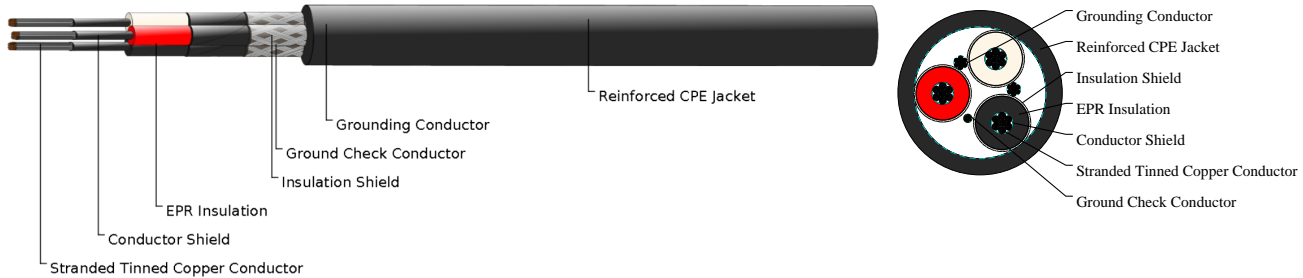 Reinforced CPE Jacket
Grounding Conductor
Ground Check Conductor
Insulation Shield
EPR Insulation
Conductor Shield
Stranded Tinned Copper Conductor
Grounding Conductor
Reinforced CPE Jacket
Insulation Shield
EPR Insulation
Conductor Shield
Stranded Tinned Copper Conductor
Ground Check Conductor